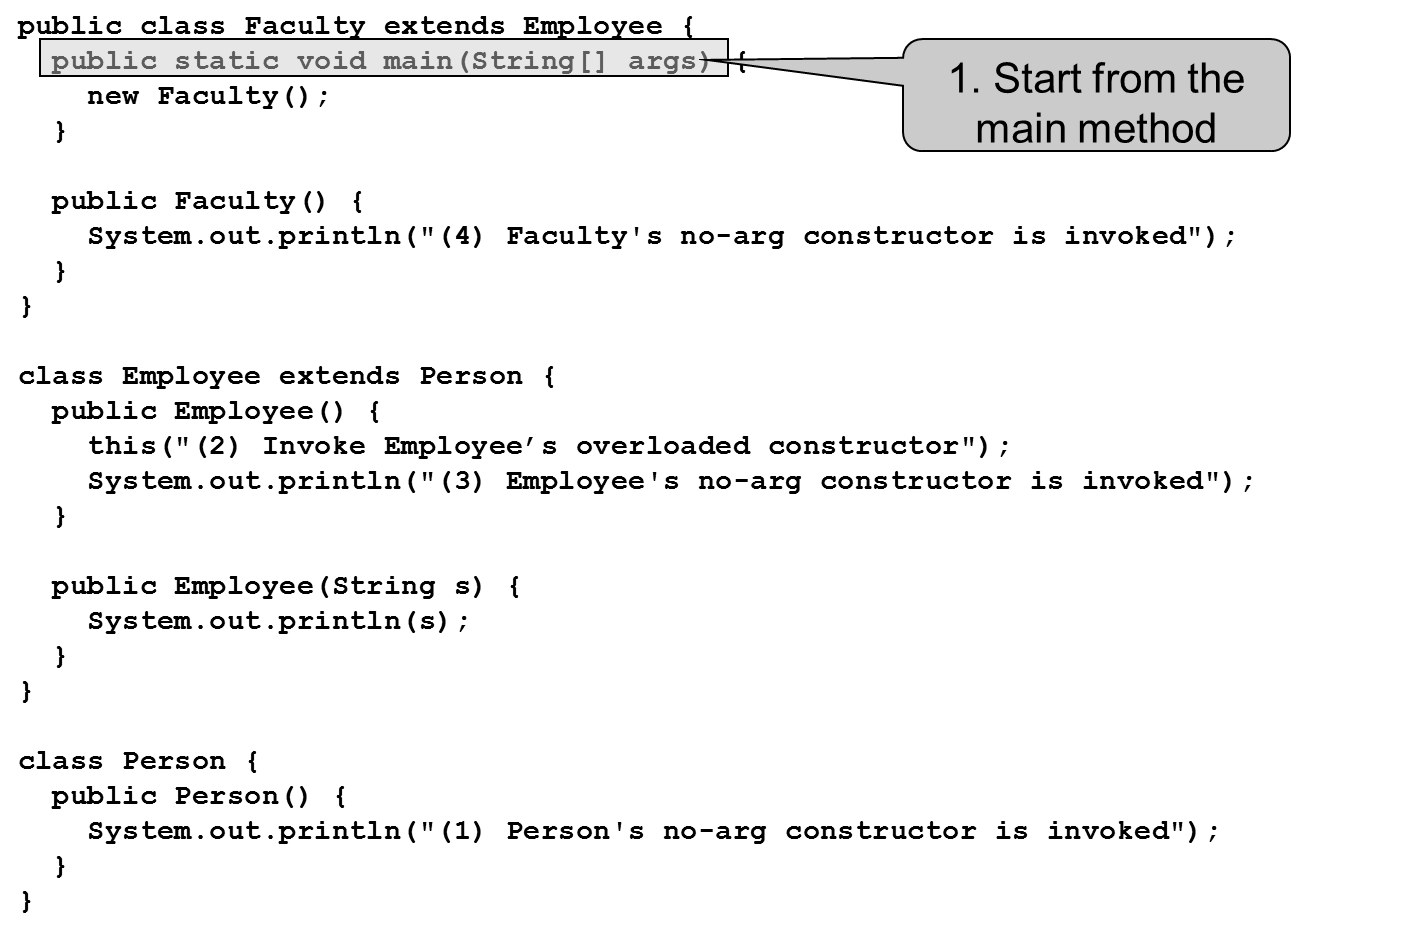 public class Faculty extends Employee {
  public static void main(String[] args) {
    new Faculty();
  }

  public Faculty() {
    System.out.println("(4) Faculty's no-arg constructor is invoked");
  }
}

class Employee extends Person {
  public Employee() {
    this("(2) Invoke Employee’s overloaded constructor");
    System.out.println("(3) Employee's no-arg constructor is invoked");
  }

  public Employee(String s) {
    System.out.println(s);
  }
}

class Person {
  public Person() {
    System.out.println("(1) Person's no-arg constructor is invoked");
  }
}
1. Start from the
main method